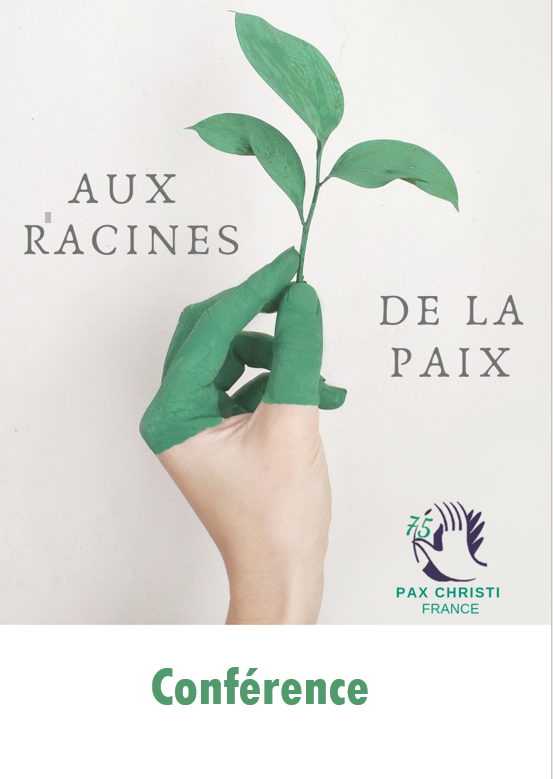 AUX
RACINES
DE LA
PAIX
75
PAX CHRISTI
FRANCE
Conférence